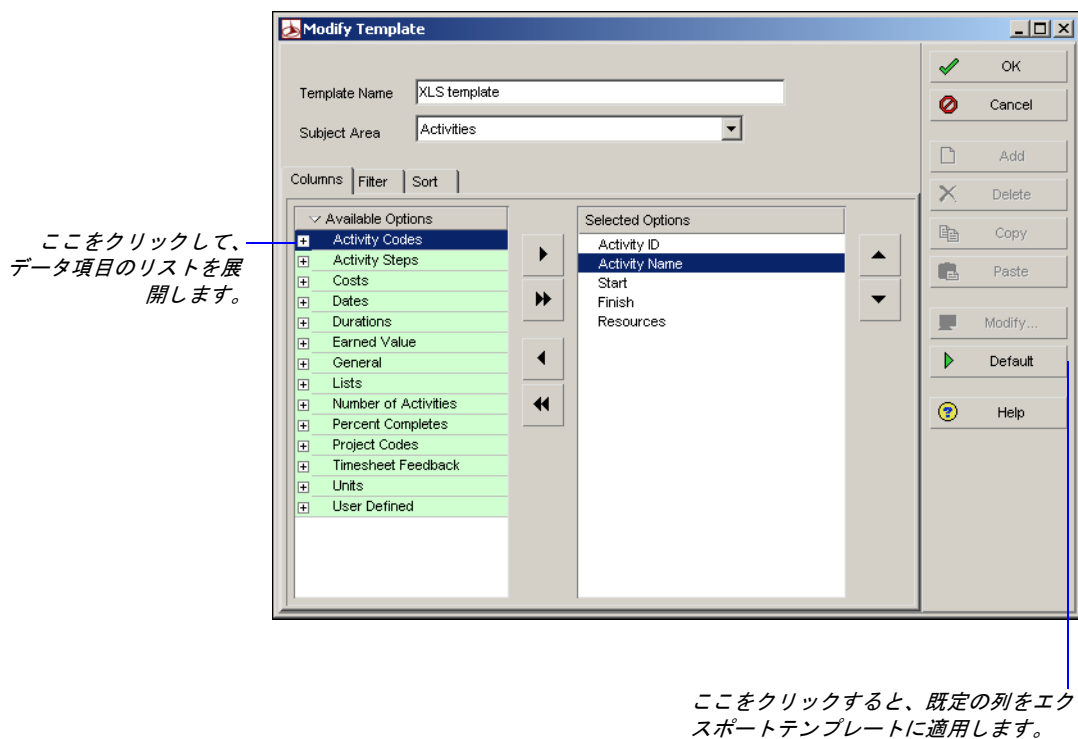 Modify Template
Template Name XLS template
Subject Area Activities
Columns Filter Sort
Available Options
Activity Codes
Activity Steps
Costs
Dates
Durations
Earned Value
General
Lists
Number of Activities
Percent Completes
Project Codes
Timesheet Feedback
Units
User Defined
Selected Options
Activity ID
Activity Name
Start
Finish
Resources
OK
Cancel
Add
Delete
Copy
Paste
Modify...
Default
Help
ここをクリックして、
データ項目のリストを展
開します。
ここをクリックすると、既定の列をエク
スポートテンプレートに適用します。